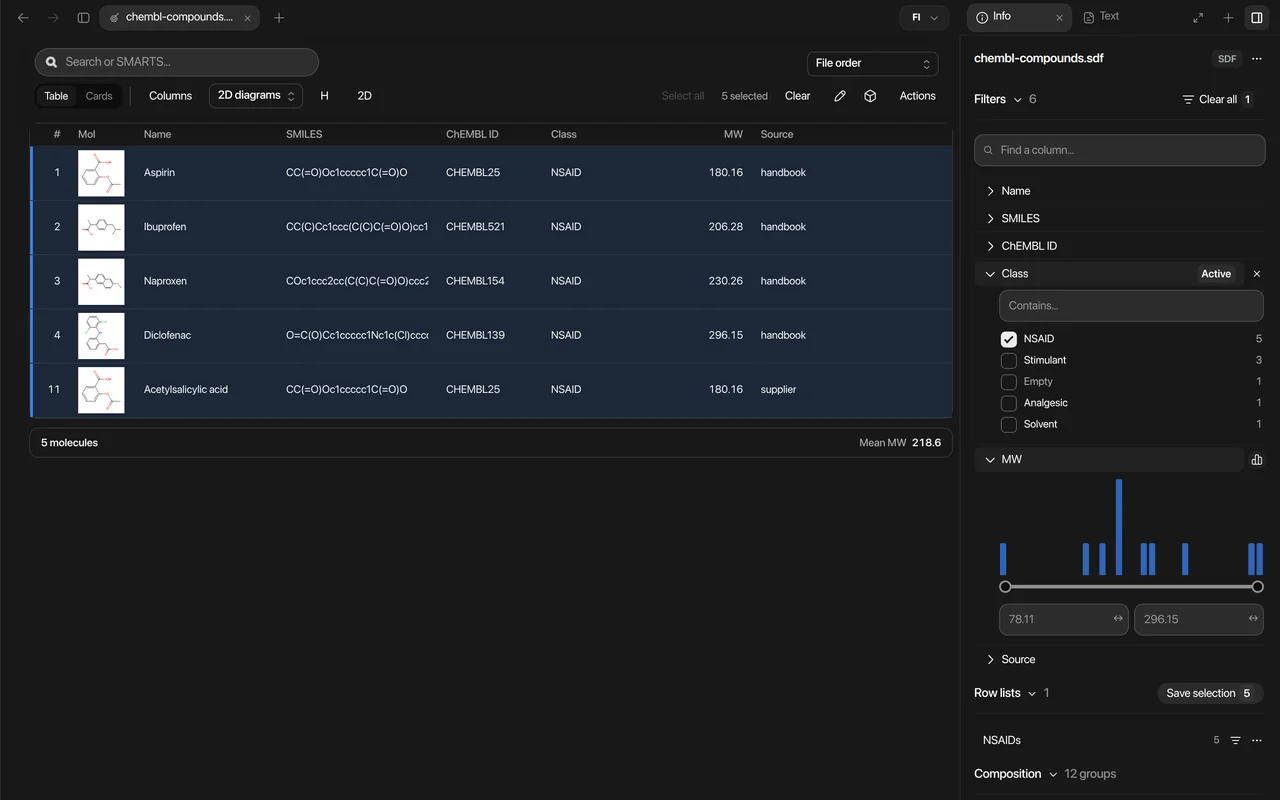 chembl-compounds....
FI
Info
Text
Search or SMARTS...
File order
Table
Cards
Columns
2D diagrams
H
2D
Select all
5 selected
Clear
Actions
# Mol Name SMILES ChEMBL ID Class MW Source
1 Aspirin CC(=O)Oc1ccccc1C(=O)O CHEMBL25 NSAID 180.16 handbook
2 Ibuprofen CC(C)Cc1ccc(C(C)C(=O)O)cc1 CHEMBL521 NSAID 206.28 handbook
3 Naproxen COc1ccc2cc(C(C)C(=O)O)ccc2 CHEMBL154 NSAID 230.26 handbook
4 Diclofenac O=C(O)Cc1ccccc1Nc1c(Cl)cccc CHEMBL139 NSAID 296.15 handbook
11 Acetylsalicylic acid CC(=O)Oc1ccccc1C(=O)O CHEMBL25 NSAID 180.16 supplier
5 molecules
Mean MW 218.6
chembl-compounds.sdf
SDF
Filters 6
Clear all 1
Find a column...
Name
SMILES
ChEMBL ID
Class
Active
Contains...
NSAID 5
Stimulant 3
Empty 1
Analgesic 1
Solvent 1
MW
78.11
296.15
Source
Row lists 1
Save selection 5
NSAIDs 5
Composition 12 groups